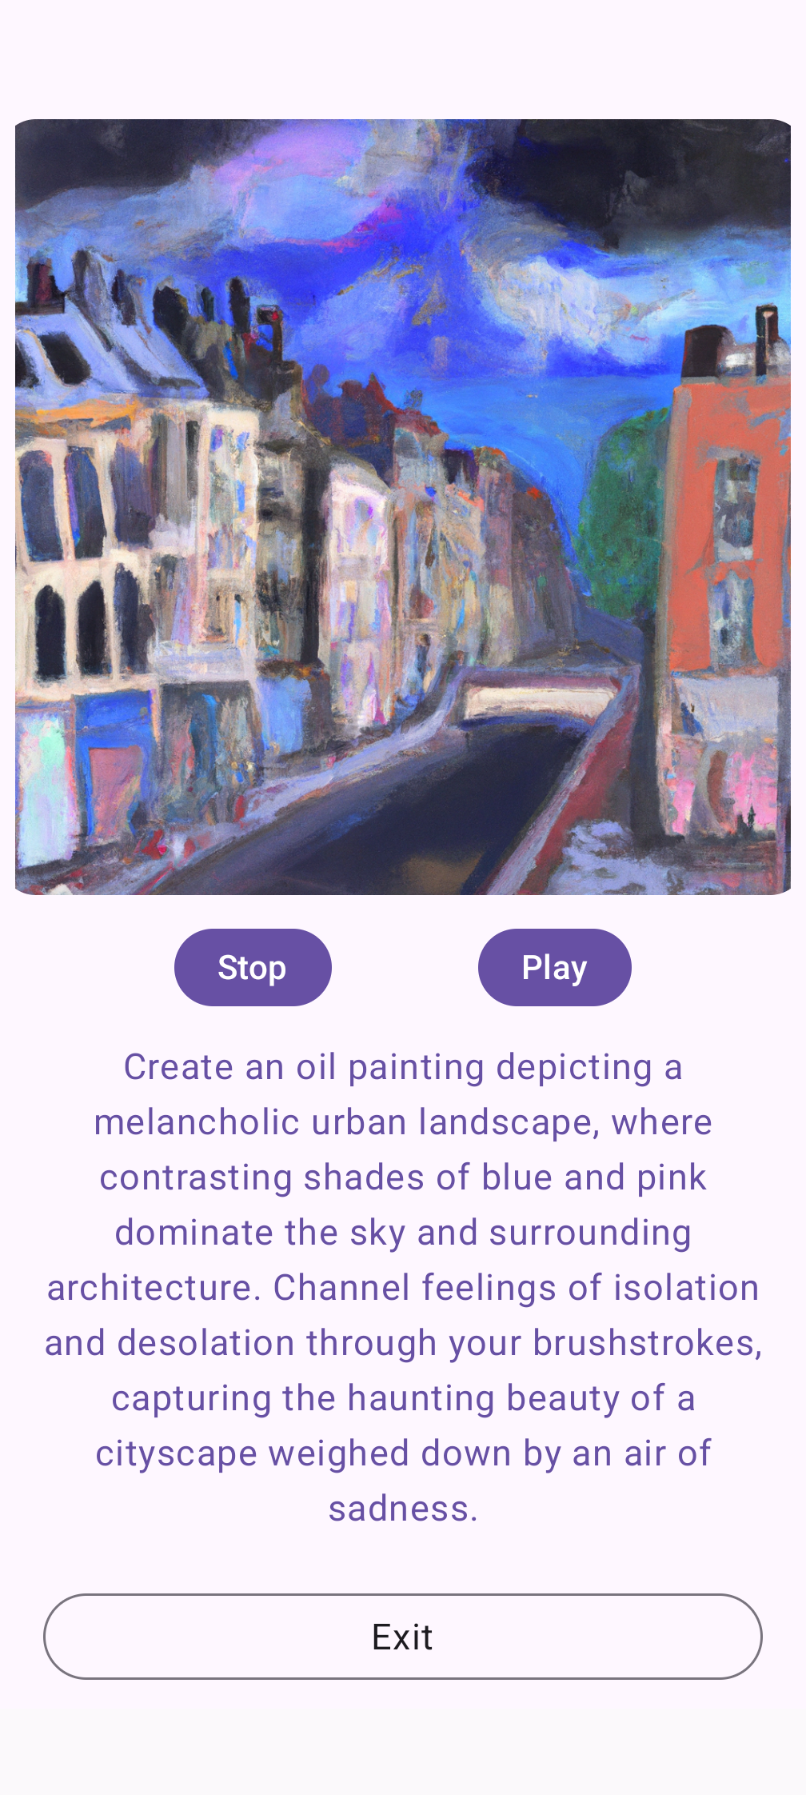 Stop Play
Create an oil painting depicting a
melancholic urban landscape, where
contrasting shades of blue and pink
dominate the sky and surrounding
architecture. Channel feelings of isolation
and desolation through your brushstrokes,
capturing the haunting beauty of a
cityscape weighed down by an air of
sadness.
Exit